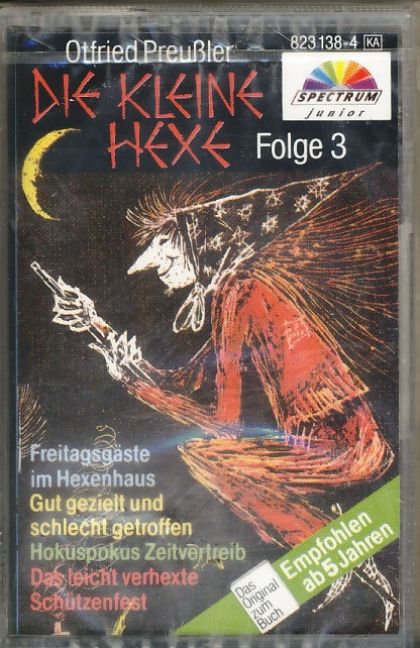 Otfried Preußler
823 138-4 KA
DIE KLEINE
HEXE
Folge 3
SPECTRUM
junior
Freitagsgäste
im Hexenhaus
Gut gezielt und
schlecht getroffen
Hokuspokus Zeitvertreib
Das leicht verhexte
Schützenfest
Das
Original
zum
Buch
Empfohlen
ab 5 Jahren